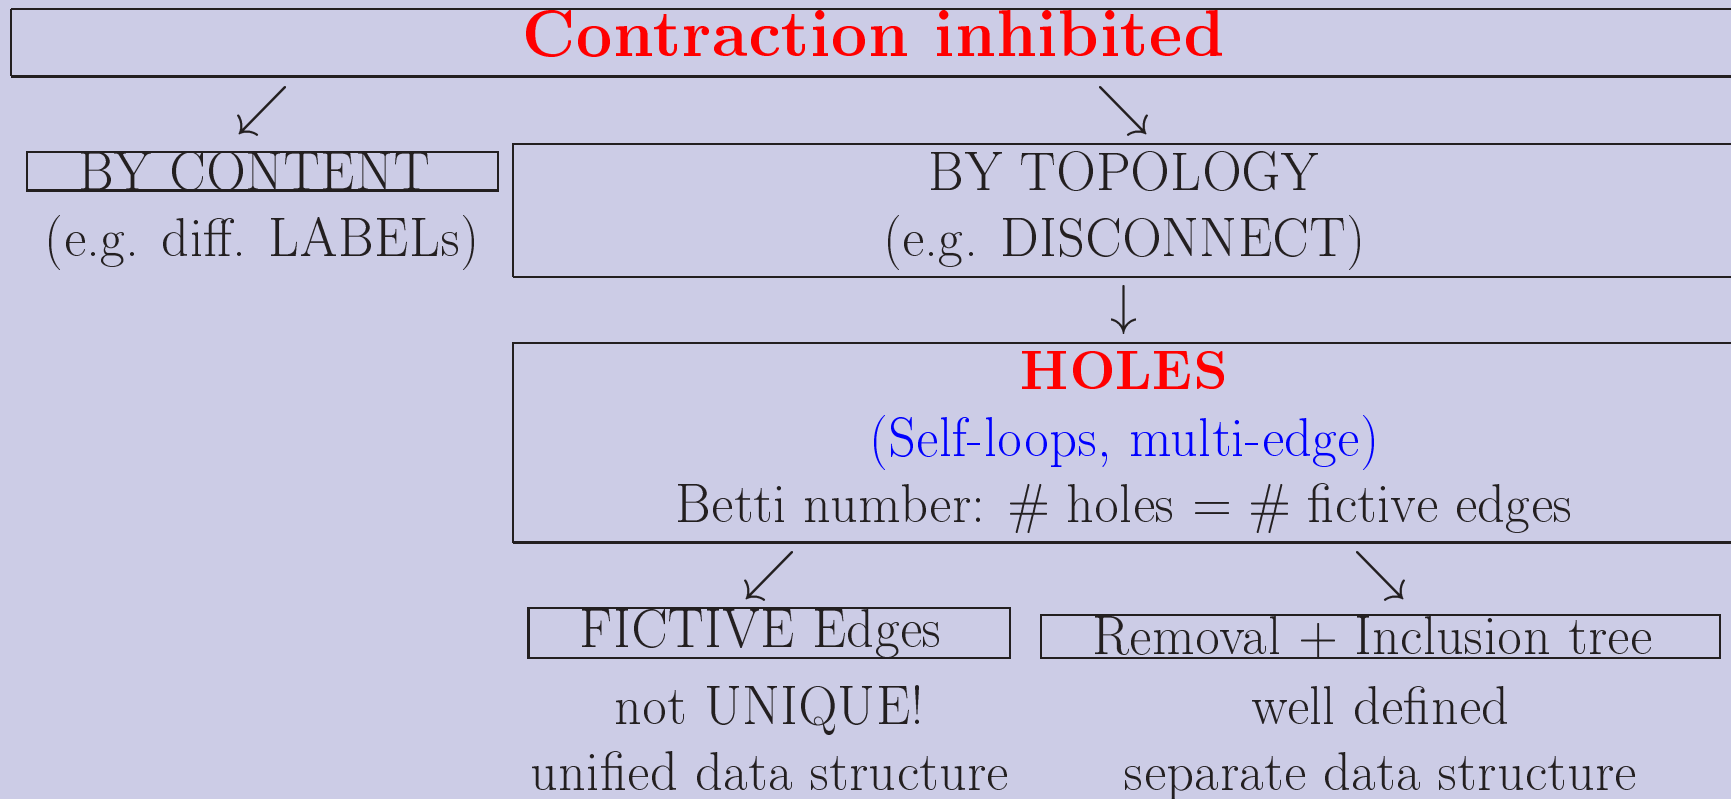 Contraction inhibited
BY CONTENT
(e.g. diff. LABELs)
BY TOPOLOGY
(e.g. DISCONNECT)
HOLES
(Self-loops, multi-edge)
Betti number: # holes = # fictive edges
FICTIVE Edges
not UNIQUE!
unified data structure
Removal + Inclusion tree
well defined
separate data structure